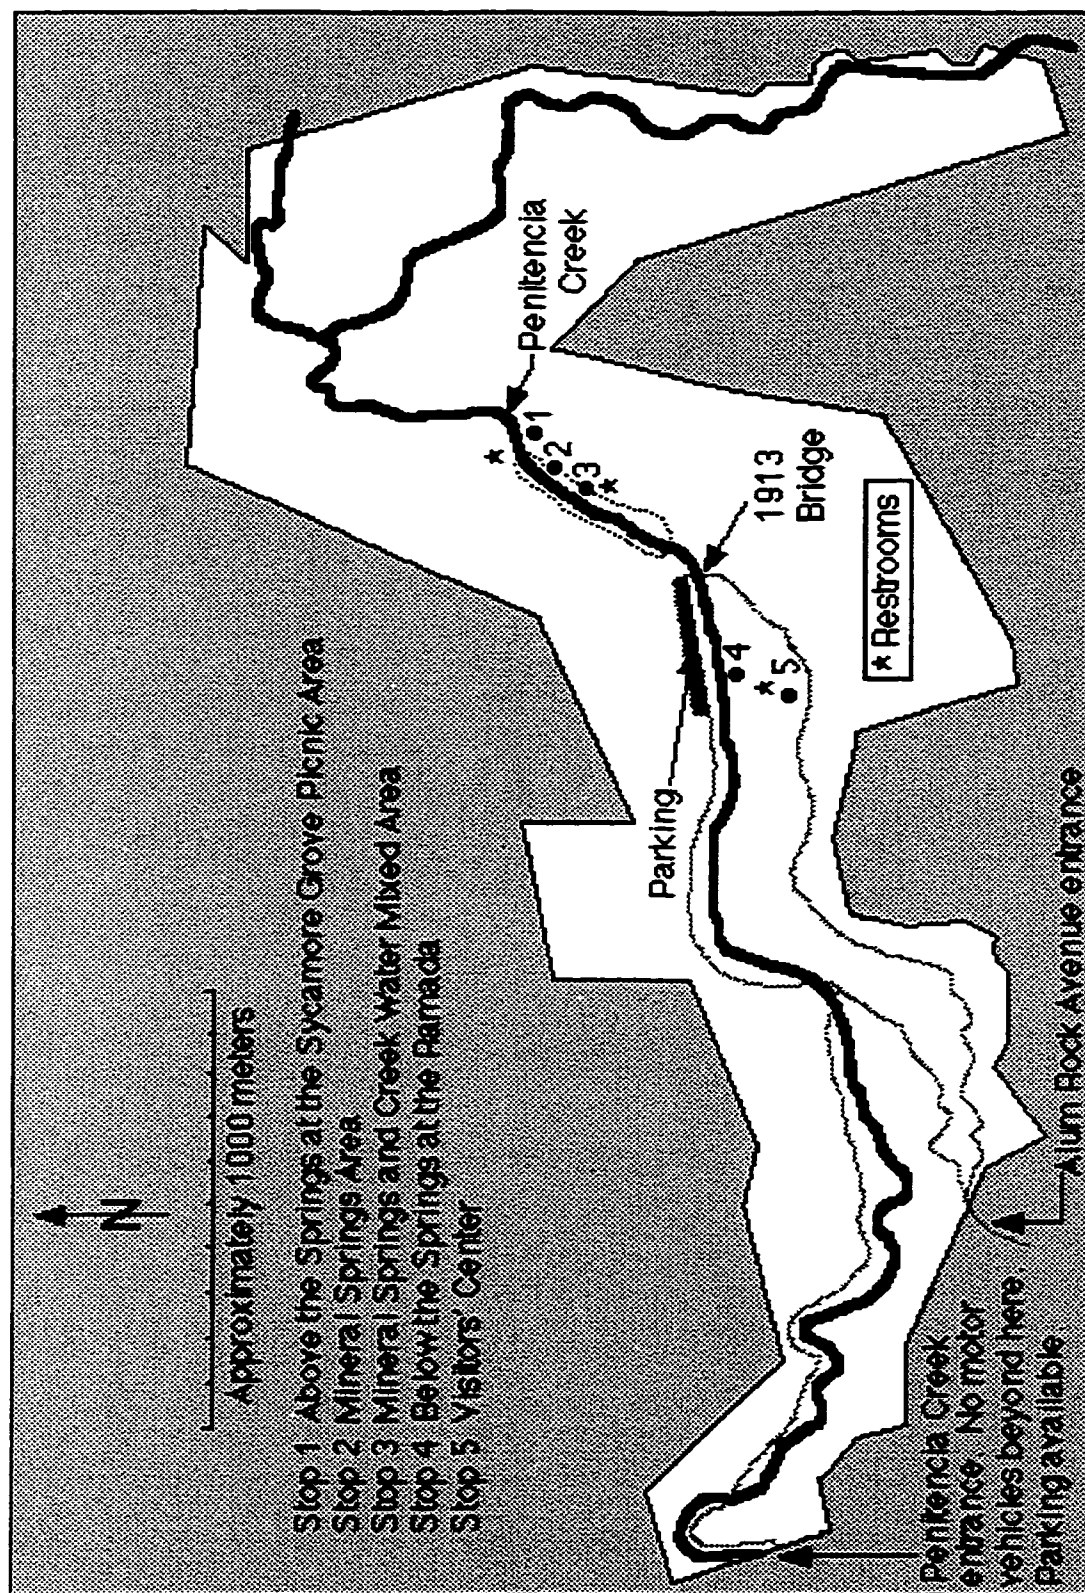 N
Approximately 1000 meters
Stop 1 Above the Springs at the Sycamore Grove Picnic Area
Stop 2 Mineral Springs Area
Stop 3 Mineral Springs and Creek Water Mixed Area
Stop 4 Below the Springs at the Ramada
Stop 5 Visitors' Center
Penitencia
Creek
1
2
3
*
*
1913
Bridge
Parking
4
* 5
* Restrooms
Penitencia Creek
entrance. No motor
vehicles beyond here.
Parking available
Alum Rock Avenue entrance